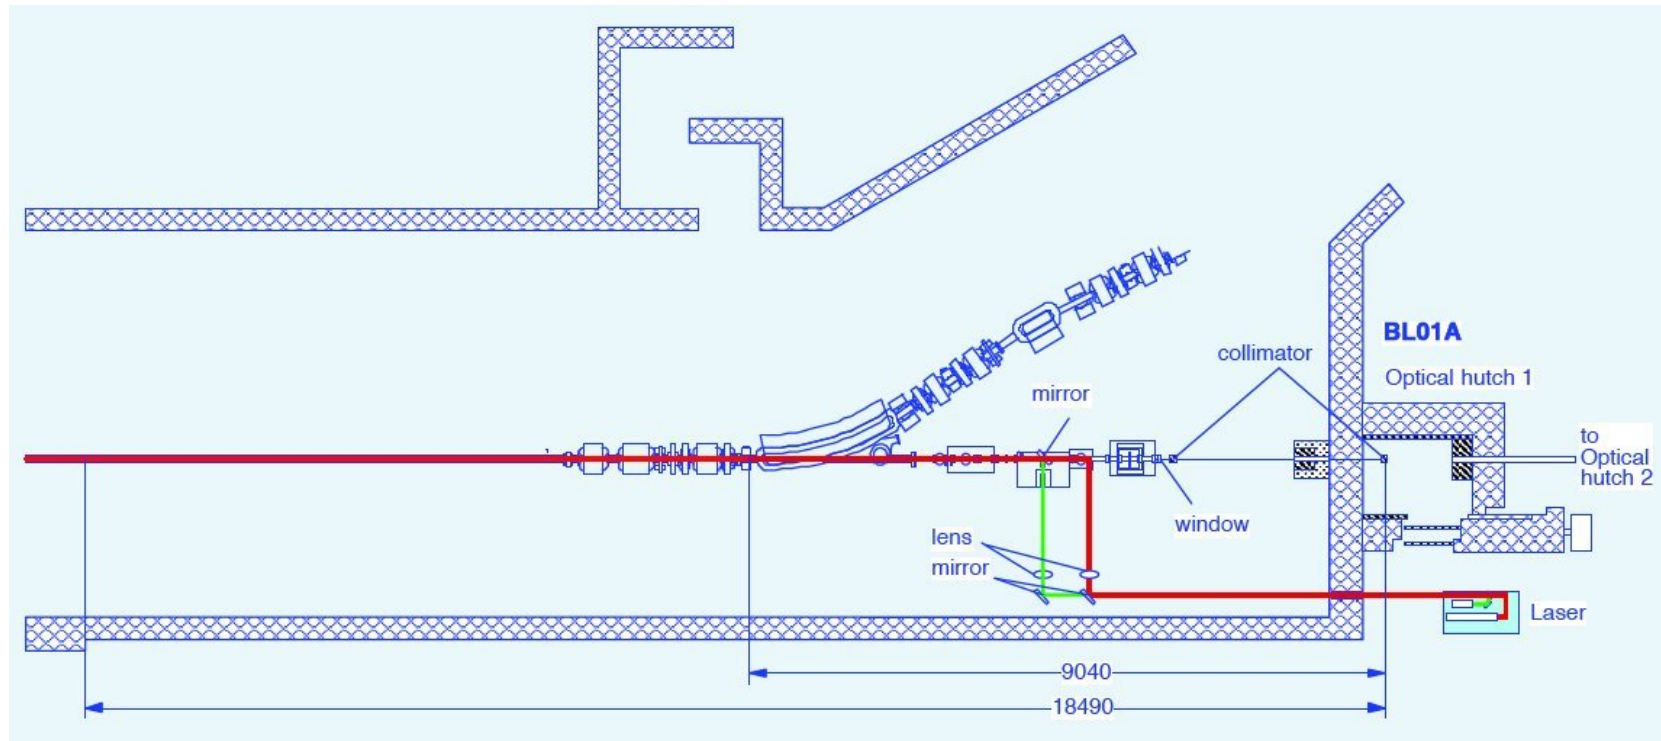 BL01A
collimator
Optical hutch 1
mirror
to
Optical
hutch 2
window
lens
mirror
Laser
9040
18490